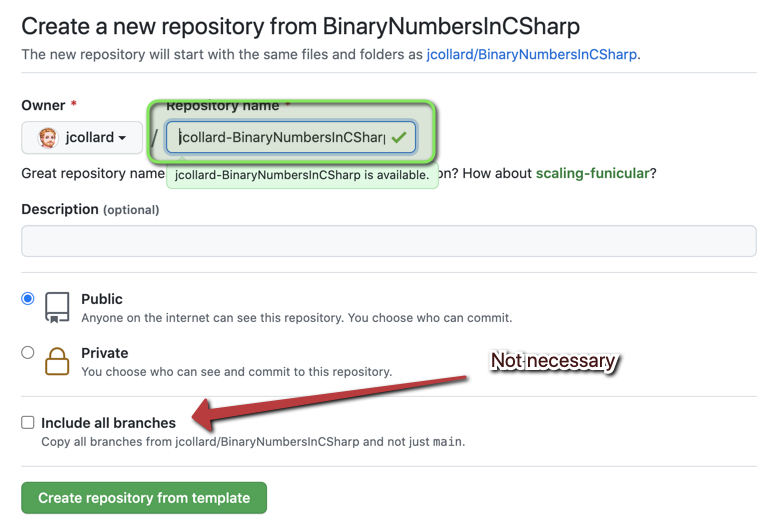 Create a new repository from BinaryNumbersInCSharp
The new repository will start with the same files and folders as jcollard/BinaryNumbersInCSharp.
Owner * Repository name *
jcollard / jcollard-BinaryNumbersInCSharp
Great repository name on? How about scaling-funicular?
jcollard-BinaryNumbersInCSharp is available.
Description (optional)
Public
Anyone on the internet can see this repository. You choose who can commit.
Private
You choose who can see and commit to this repository.
Not necessary
Include all branches
Copy all branches from jcollard/BinaryNumbersInCSharp and not just main.
Create repository from template